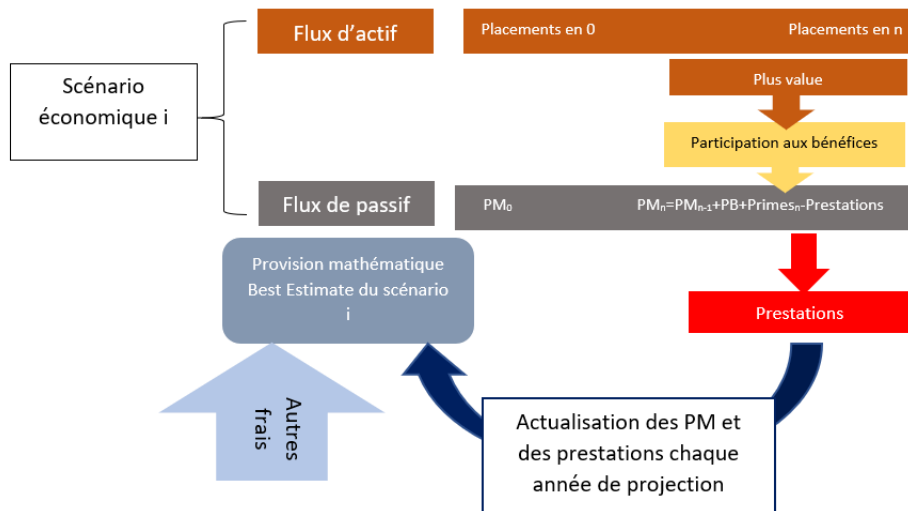 Flux d’actif
Placements en 0
Placements en n
Scénario
économique i
Plus value
Participation aux bénéfices
Flux de passif
PM₀
PMₙ=PMₙ₋₁+PB+Primesₙ-Prestations
Provision mathématique
Best Estimate du scénario
i
Prestations
Autres
frais
Actualisation des PM et
des prestations chaque
année de projection